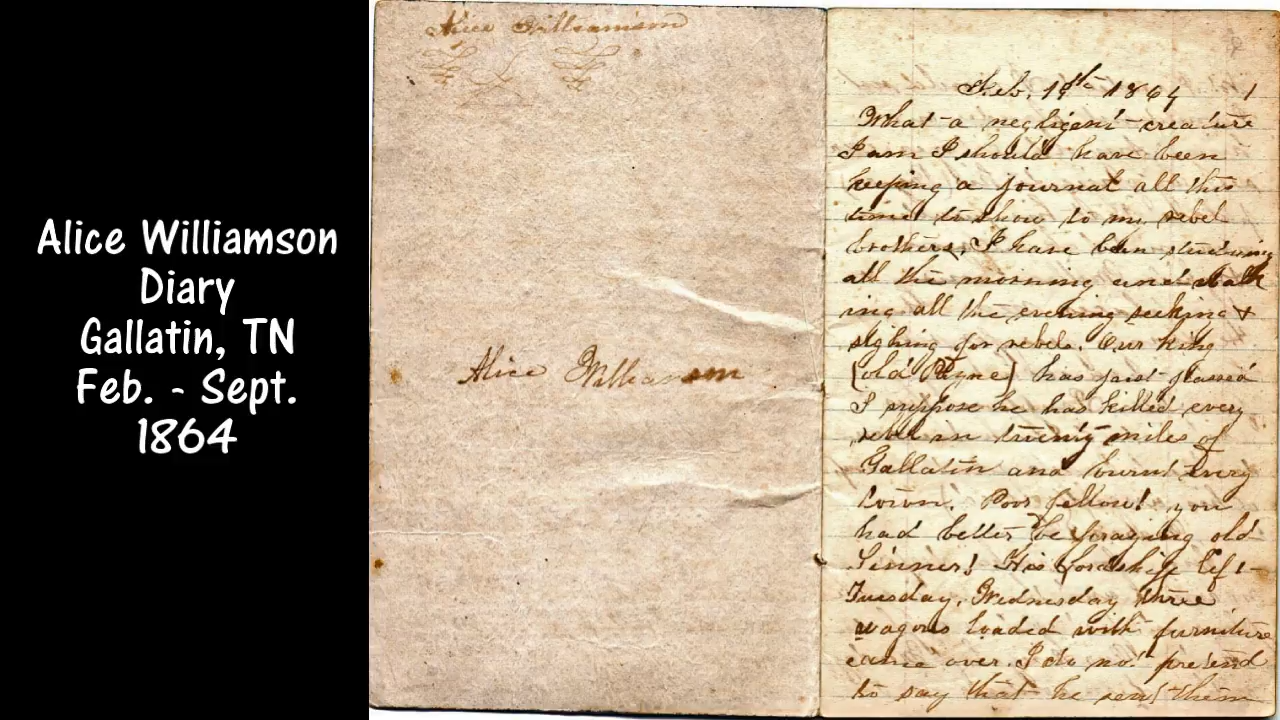 Alice Williamson
Diary
Gallatin, TN
Feb. - Sept.
1864
Alice Williamson
Alice Williamson
Feb. 19th 1864 1
What a negligent creature
I am I should have been
keeping a journal all this
time to show to my rebel
brothers. I have been studying
all the morning and talk
ing all the evening seeking &
sighing for rebels. Our king
(old Payne) has just passed
I suppose he has killed every
rebel in twenty miles of
Gallatin and burnt every
town. Poor fellow! you
had better be praying old
Sinner! His Lordship left
Tuesday. Wednesday three
wagons loaded with furniture
came over. I do not pretend
to say that he sent them